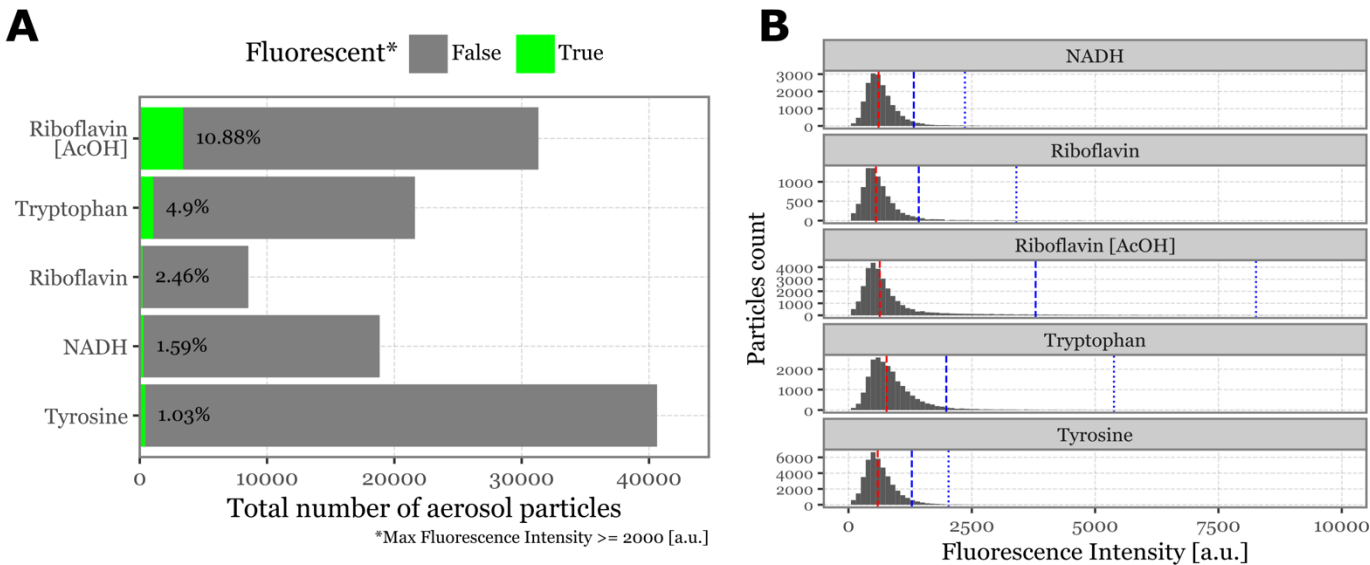 A
Fluorescent* False True
Riboflavin
[AcOH]
10.88%
Tryptophan
4.9%
Riboflavin
2.46%
NADH
1.59%
Tyrosine
1.03%
0 10000 20000 30000 40000
Total number of aerosol particles
*Max Fluorescence Intensity >= 2000 [a.u.]
B
Particles count
NADH
3000
2000
1000
0
Riboflavin
1000
500
0
Riboflavin [AcOH]
4000
3000
2000
1000
0
Tryptophan
2000
1000
0
Tyrosine
6000
4000
2000
0
0 2500 5000 7500 10000
Fluorescence Intensity [a.u.]